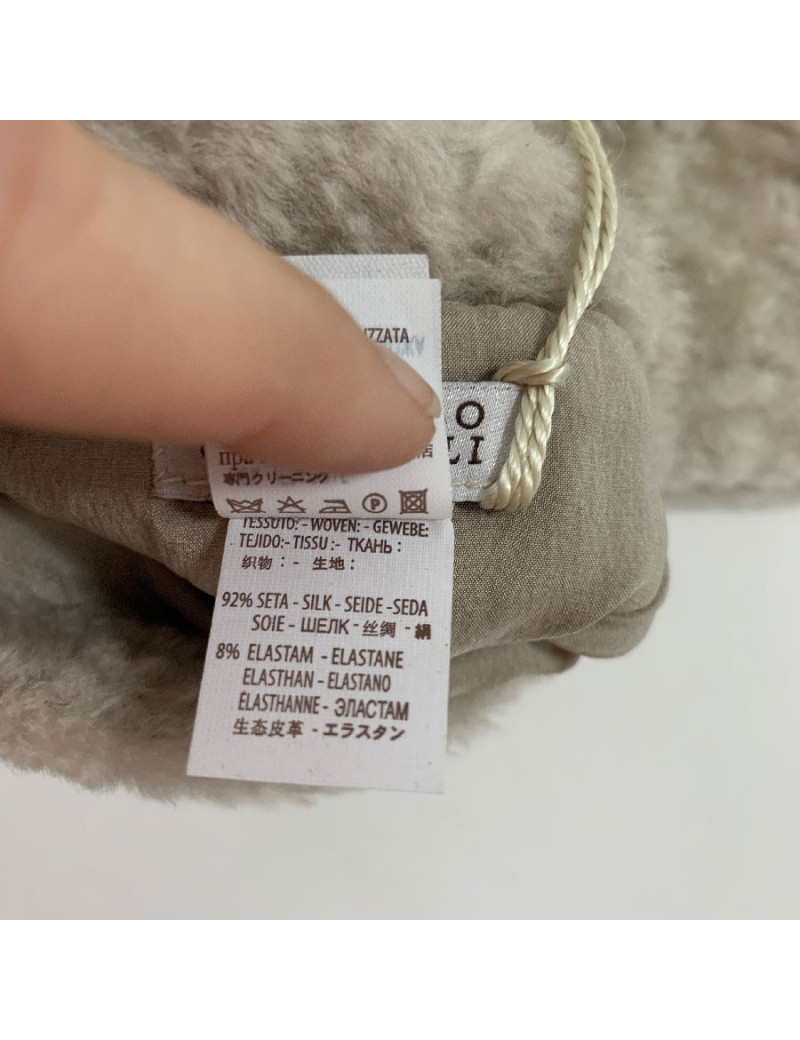 IZZATA
O
LI
専門クリーニング
TESSUTO:- WOVEN: - GEWEBE:
TEJIDO:- TISSU :- ТКАНЬ :
织物 : - 生地 :
92% SETA - SILK - SEIDE -SEDA
SOIE - ШЕЛК - 丝绸 - 絹
8% ELASTAM - ELASTANE
ELASTHAN - ELASTANO
ÉLASTHANNE - ЭЛАСТАМ
生态皮革 - エラスタン